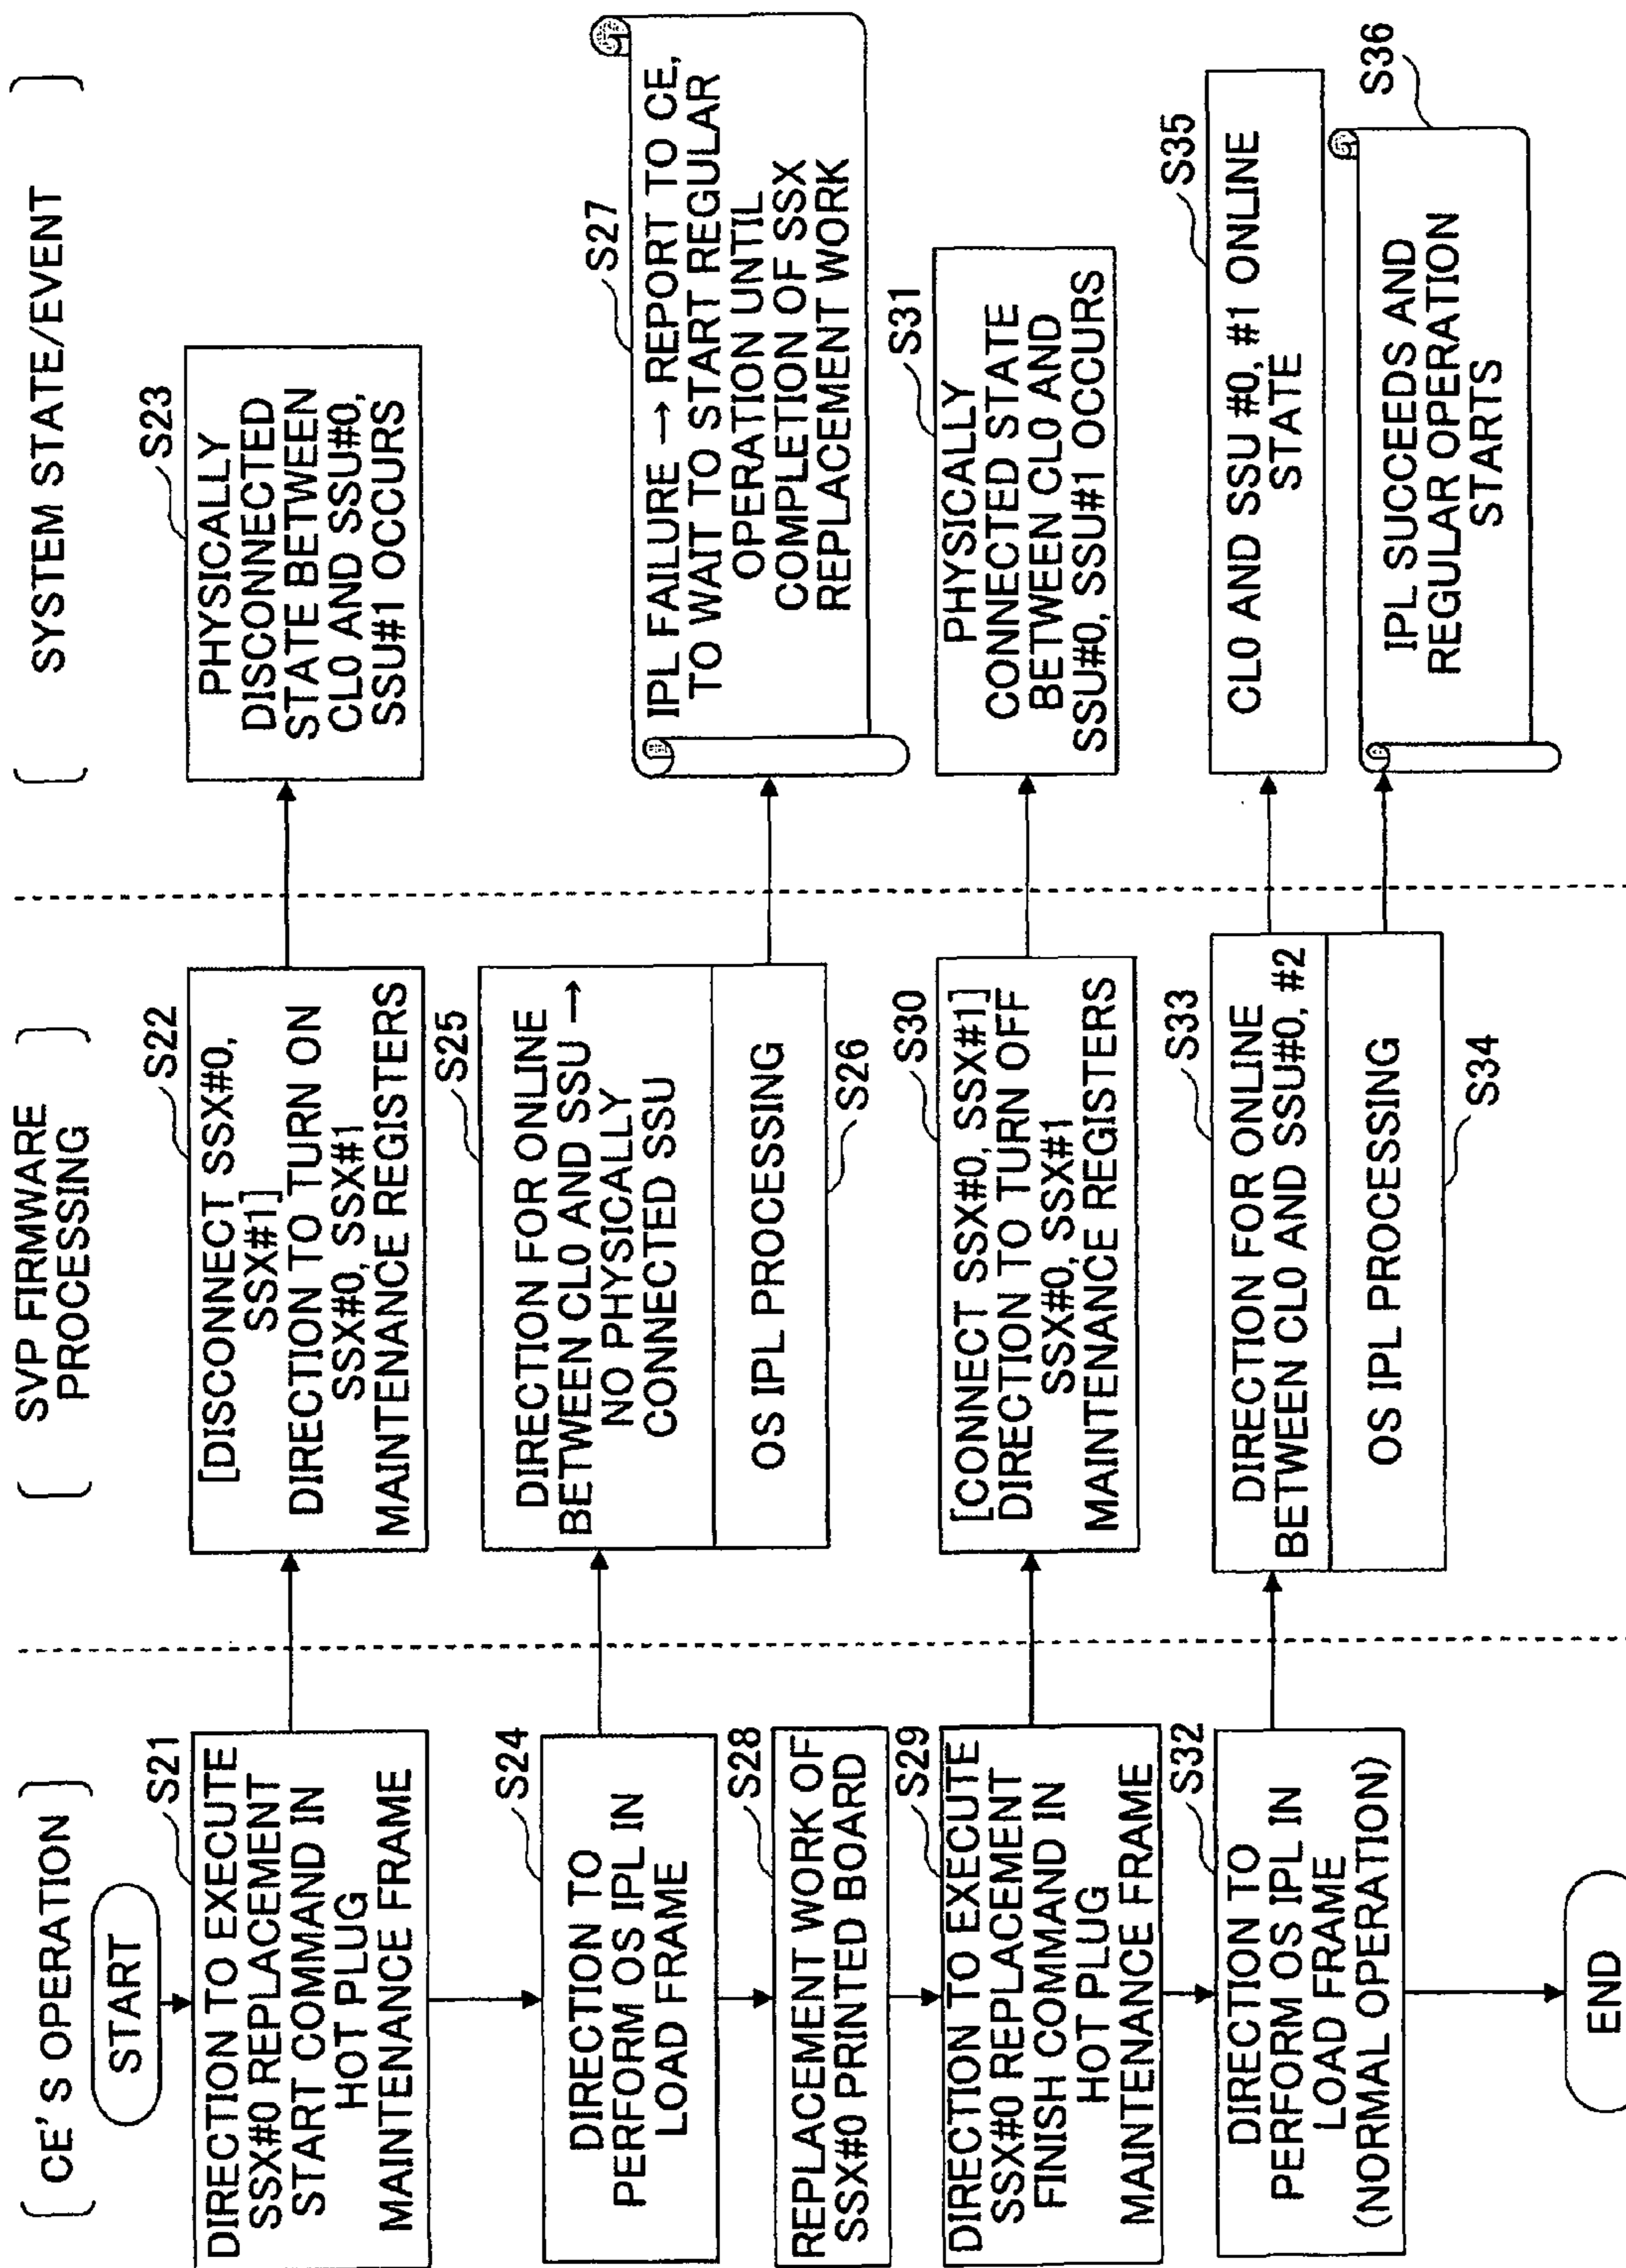 [ CE'S OPERATION ]
[ SVP FIRMWARE
PROCESSING ]
[ SYSTEM STATE/EVENT ]
START
S21
DIRECTION TO EXECUTE
SSX#0 REPLACEMENT
START COMMAND IN
HOT PLUG
MAINTENANCE FRAME
S22
[DISCONNECT SSX#0,
SSX#1]
DIRECTION TO TURN ON
SSX#0, SSX#1
MAINTENANCE REGISTERS
S23
PHYSICALLY
DISCONNECTED
STATE BETWEEN
CL0 AND SSU#0,
SSU#1 OCCURS
S24
DIRECTION TO
PERFORM OS IPL IN
LOAD FRAME
S25
DIRECTION FOR ONLINE
BETWEEN CL0 AND SSU →
NO PHYSICALLY
CONNECTED SSU
OS IPL PROCESSING
S26
S27
IPL FAILURE → REPORT TO CE,
TO WAIT TO START REGULAR
OPERATION UNTIL
COMPLETION OF SSX
REPLACEMENT WORK
S28
REPLACEMENT WORK OF
SSX#0 PRINTED BOARD
S29
DIRECTION TO EXECUTE
SSX#0 REPLACEMENT
FINISH COMMAND IN
HOT PLUG
MAINTENANCE FRAME
S30
[CONNECT SSX#0, SSX#1]
DIRECTION TO TURN OFF
SSX#0, SSX#1
MAINTENANCE REGISTERS
S31
PHYSICALLY
CONNECTED STATE
BETWEEN CL0 AND
SSU#0, SSU#1 OCCURS
S32
DIRECTION TO
PERFORM OS IPL IN
LOAD FRAME
(NORMAL OPERATION)
S33
DIRECTION FOR ONLINE
BETWEEN CL0 AND SSU#0, #2
OS IPL PROCESSING
S34
S35
CL0 AND SSU #0, #1 ONLINE
STATE
S36
IPL SUCCEEDS AND
REGULAR OPERATION
STARTS
END